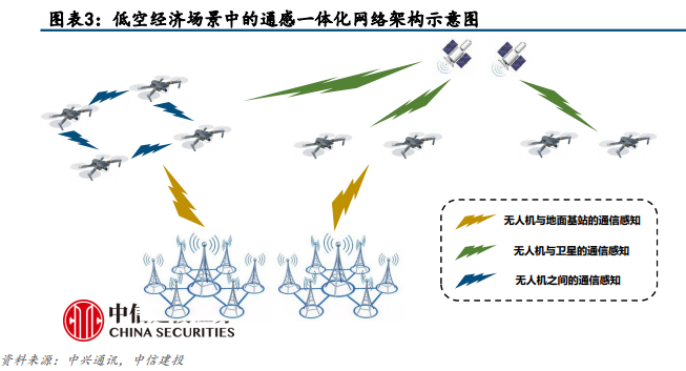 图表3：低空经济场景中的通感一体化网络架构示意图
无人机与地面基站的通信感知
无人机与卫星的通信感知
无人机之间的通信感知
中信
CHINA SECURITIES
资料来源：中兴通讯，中信建投